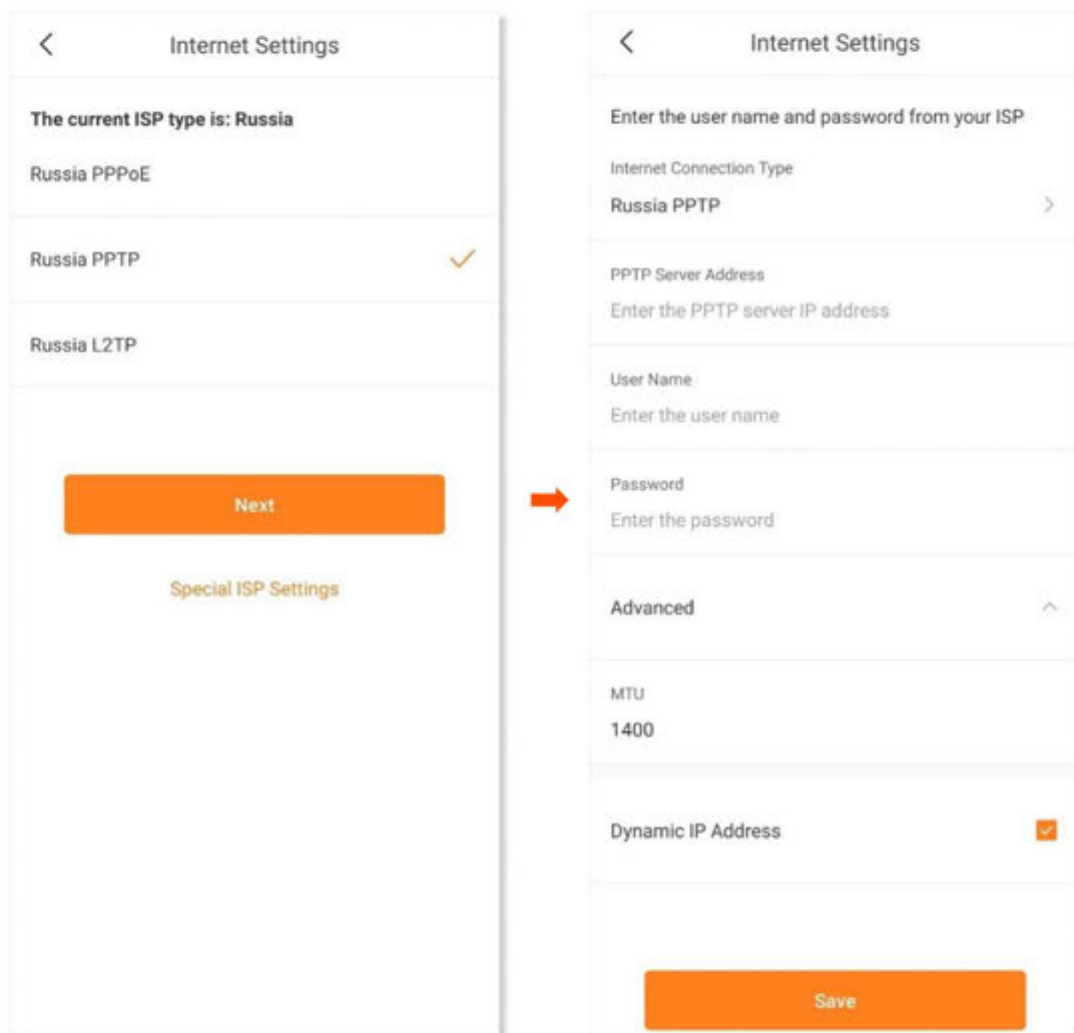 Internet Settings
The current ISP type is: Russia
Russia PPPoE
Russia PPTP
Russia L2TP
Next
Special ISP Settings
Internet Settings
Enter the user name and password from your ISP
Internet Connection Type
Russia PPTP
PPTP Server Address
Enter the PPTP server IP address
User Name
Enter the user name
Password
Enter the password
Advanced
MTU
1400
Dynamic IP Address
Save